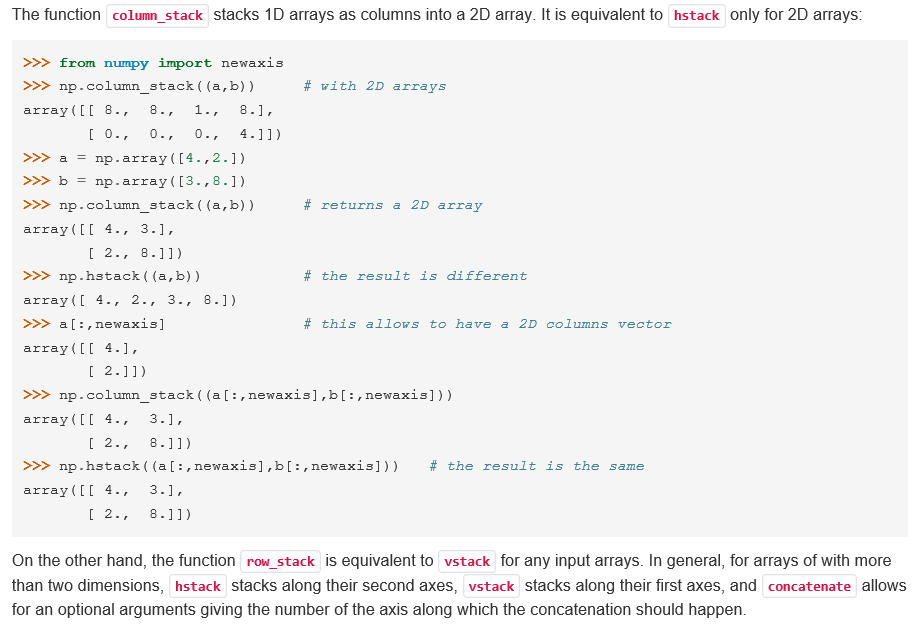 The function column_stack stacks 1D arrays as columns into a 2D array. It is equivalent to hstack only for 2D arrays:
>>> from numpy import newaxis
>>> np.column_stack((a,b))     # with 2D arrays
array([[ 8.,  8.,  1.,  8.],
       [ 0.,  0.,  0.,  4.]])
>>> a = np.array([4.,2.])
>>> b = np.array([3.,8.])
>>> np.column_stack((a,b))     # returns a 2D array
array([[ 4., 3.],
       [ 2., 8.]])
>>> np.hstack((a,b))           # the result is different
array([ 4., 2., 3., 8.])
>>> a[:,newaxis]               # this allows to have a 2D columns vector
array([[ 4.],
       [ 2.]])
>>> np.column_stack((a[:,newaxis],b[:,newaxis]))
array([[ 4.,  3.],
       [ 2.,  8.]])
>>> np.hstack((a[:,newaxis],b[:,newaxis]))   # the result is the same
array([[ 4.,  3.],
       [ 2.,  8.]])
On the other hand, the function row_stack is equivalent to vstack for any input arrays. In general, for arrays of with more
than two dimensions, hstack stacks along their second axes, vstack stacks along their first axes, and concatenate allows
for an optional arguments giving the number of the axis along which the concatenation should happen.